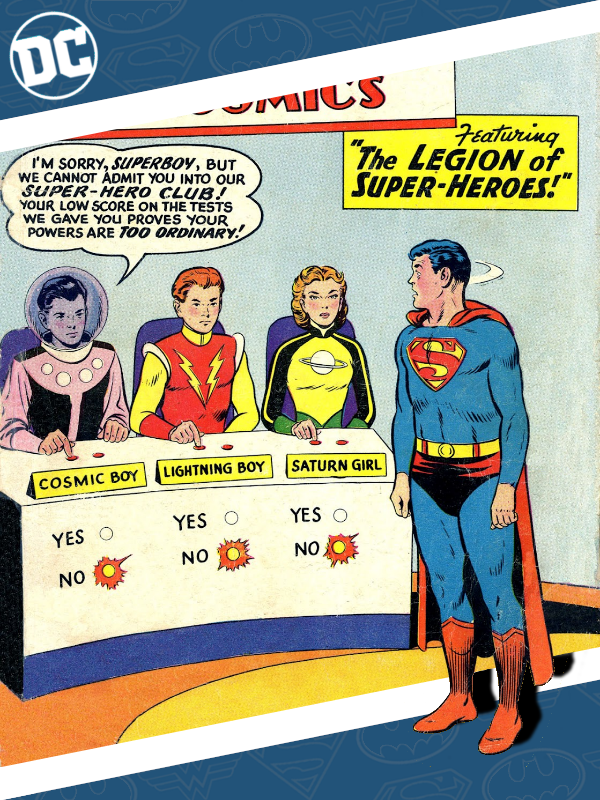 DC
COMICS
Featuring
"The LEGION of
SUPER-HEROES!"
I'M SORRY, SUPERBOY, BUT
WE CANNOT ADMIT YOU INTO OUR
SUPER-HERO CLUB!
YOUR LOW SCORE ON THE TESTS
WE GAVE YOU PROVES YOUR
POWERS ARE TOO ORDINARY!
S
COSMIC BOY
LIGHTNING BOY
SATURN GIRL
YES
NO
YES
NO
YES
NO